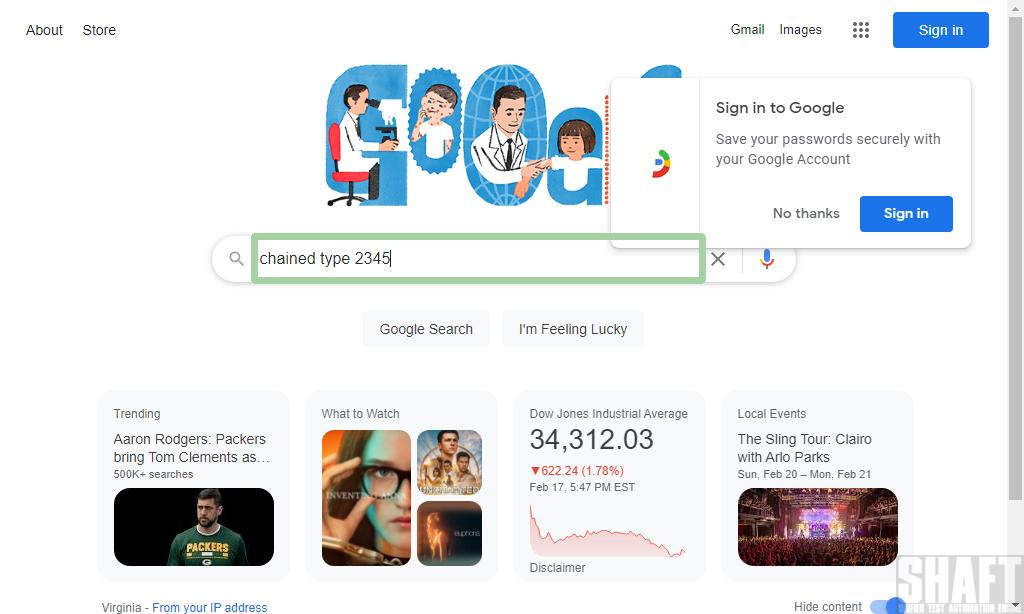 About
Store
Gmail
Images
Sign in
Sign in to Google
Save your passwords securely with
your Google Account
No thanks
Sign in
chained type 2345
Google Search
I'm Feeling Lucky
Trending
Aaron Rodgers: Packers
bring Tom Clements as...
500K+ searches
PACKERS
G
What to Watch
INVENTING ANNA
UNCHARTED
euphoria
Dow Jones Industrial Average
34,312.03
▼622.24 (1.78%)
Feb 17, 5:47 PM EST
Disclaimer
Local Events
The Sling Tour: Clairo
with Arlo Parks
Sun, Feb 20 – Mon, Feb 21
Virginia - From your IP address
Hide content
SHAFT
TEST AUTOMATION